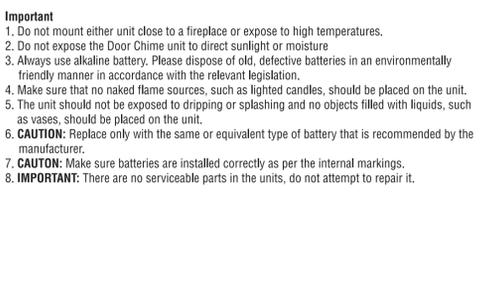 Important
1. Do not mount either unit close to a fireplace or expose to high temperatures.
2. Do not expose the Door Chime unit to direct sunlight or moisture
3. Always use alkaline battery. Please dispose of old, defective batteries in an environmentally
friendly manner in accordance with the relevant legislation.
4. Make sure that no naked flame sources, such as lighted candles, should be placed on the unit.
5. The unit should not be exposed to dripping or splashing and no objects filled with liquids, such
as vases, should be placed on the unit.
6. CAUTION: Replace only with the same or equivalent type of battery that is recommended by the
manufacturer.
7. CAUTON: Make sure batteries are installed correctly as per the internal markings.
8. IMPORTANT: There are no serviceable parts in the units, do not attempt to repair it.